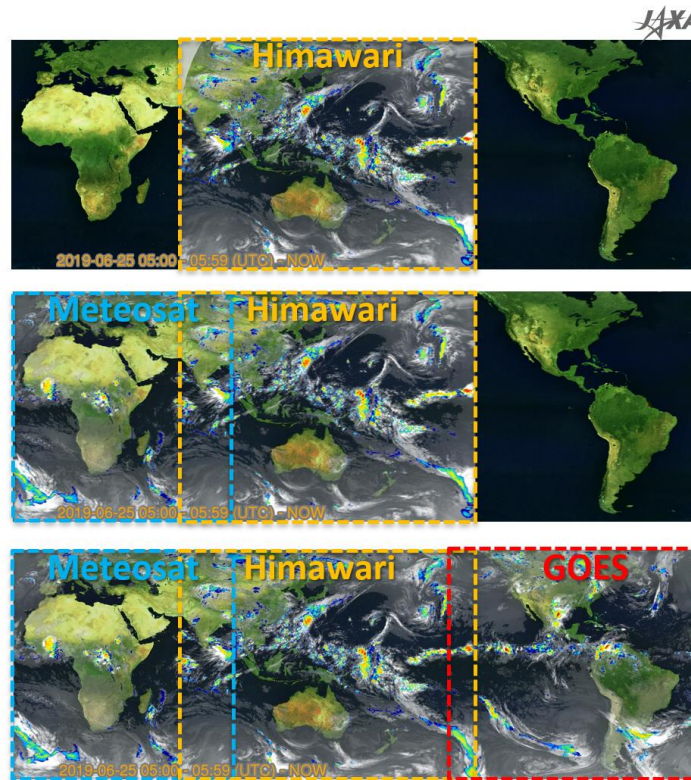 JAXA
Himawari
2019-06-25 05:00 - 05:59 (UTC) - NOW
Meteosat Himawari
2019-06-25 05:00 - 05:59 (UTC) - NOW
Meteosat Himawari GOES
2019-06-25 05:00 - 05:59 (UTC) - NOW